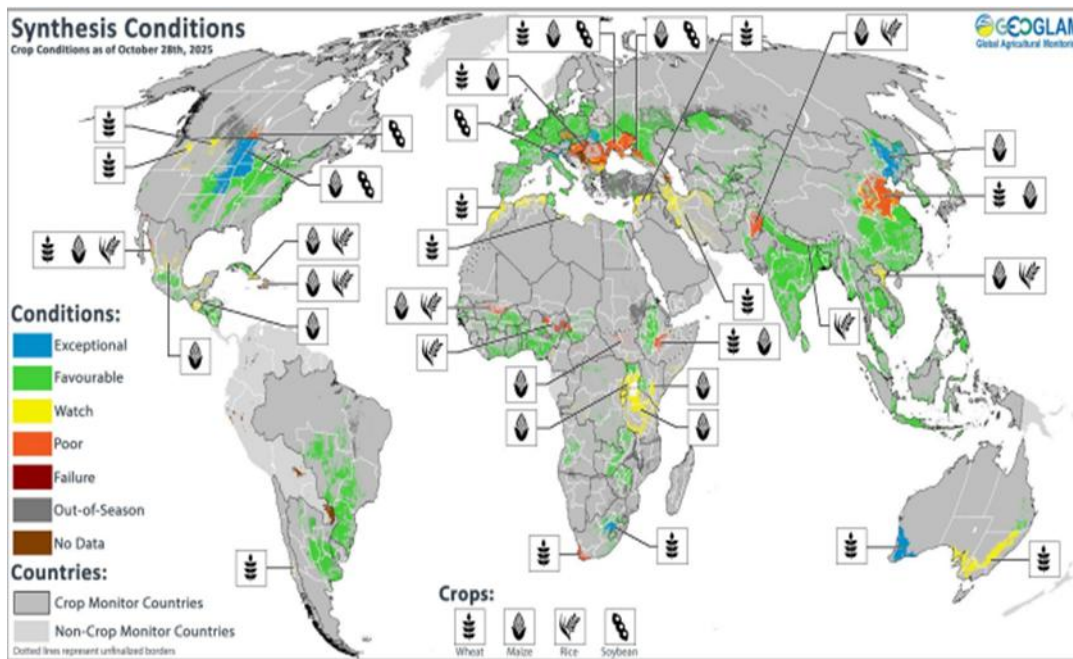 Synthesis Conditions
Crop Conditions as of October 28th, 2025
GEOGLAM
Global Agricultural Monitoring
Conditions:
Exceptional
Favourable
Watch
Poor
Failure
Out-of-Season
No Data
Countries:
Crop Monitor Countries
Non-Crop Monitor Countries
Dotted lines represent unfinalized borders
Crops:
Wheat
Maize
Rice
Soybean